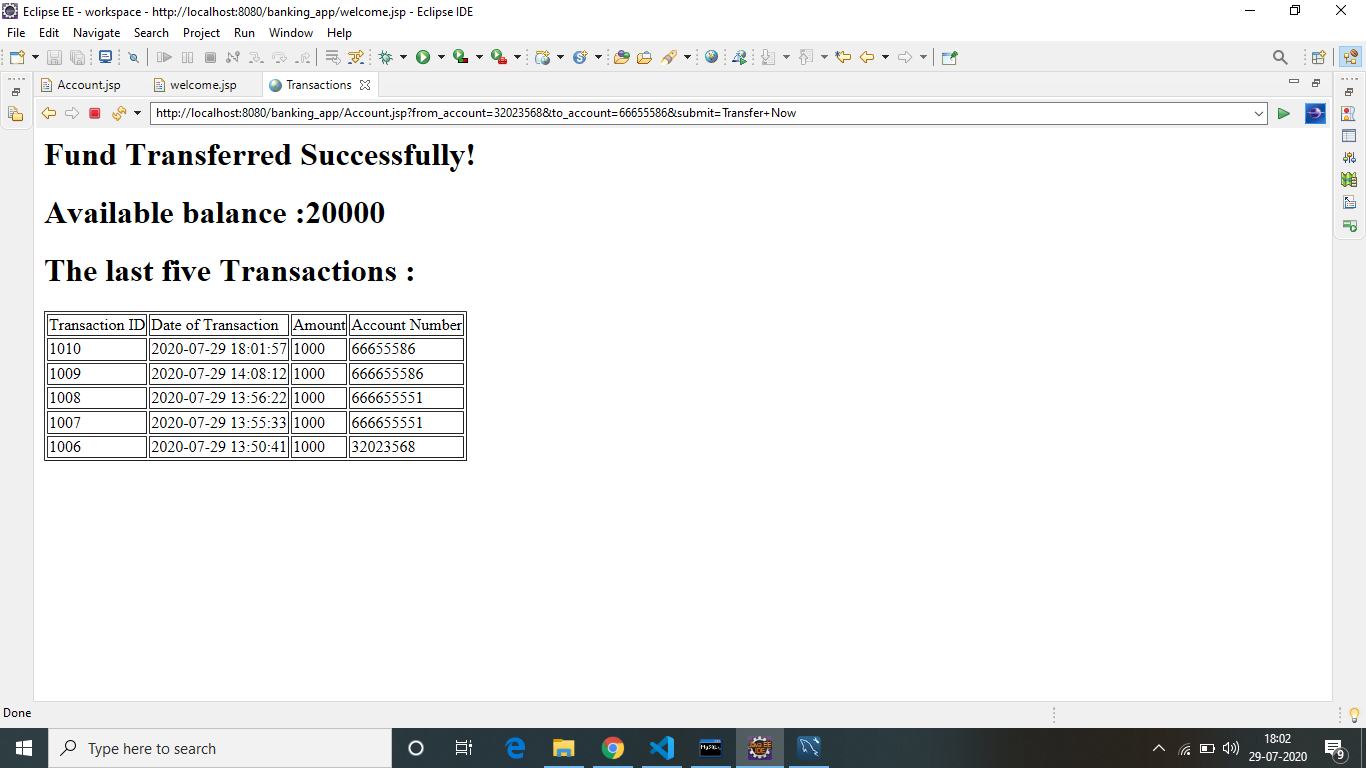 Eclipse EE - workspace - http://localhost:8080/banking_app/welcome.jsp - Eclipse IDE
File Edit Navigate Search Project Run Window Help
Account.jsp welcome.jsp Transactions
http://localhost:8080/banking_app/Account.jsp?from_account=32023568&to_account=66655586&submit=Transfer+Now
Fund Transferred Successfully!
Available balance :20000
The last five Transactions :
Transaction ID Date of Transaction Amount Account Number
1010 2020-07-29 18:01:57 1000 66655586
1009 2020-07-29 14:08:12 1000 666655586
1008 2020-07-29 13:56:22 1000 666655551
1007 2020-07-29 13:55:33 1000 666655551
1006 2020-07-29 13:50:41 1000 32023568
Done
Type here to search
18:02
29-07-2020
9